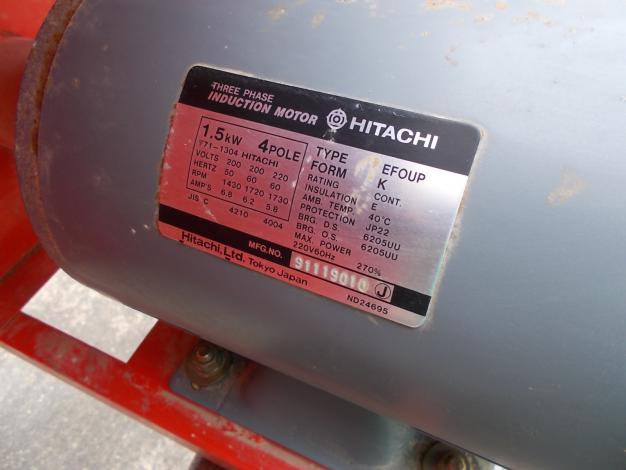 THREE PHASE
INDUCTION MOTOR HITACHI
1.5kW 4POLE
T71-1304 HITACHI
VOLTS 200 200 220
HERTZ 50 60 60
RPM 1430 1720 1730
AMP'S 6.8 6.2 5.8
JIS C 4210 4004
TYPE EFOUP
FORM K
RATING CONT.
INSULATION E
AMB. TEMP. 40°C
PROTECTION JP22
BRG. D.S. 6205UU
BRG. O.S. 6205UU
MAX. POWER
220V60Hz 270%
Hitachi, Ltd. Tokyo Japan
MFG.NO. 9111901 J
ND24695